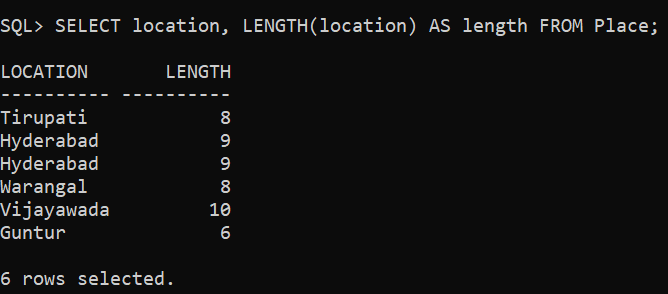 SQL> SELECT location, LENGTH(location) AS length FROM Place;
LOCATION       LENGTH
---------- ----------
Tirupati            8
Hyderabad           9
Hyderabad           9
Warangal            8
Vijayawada         10
Guntur              6
6 rows selected.